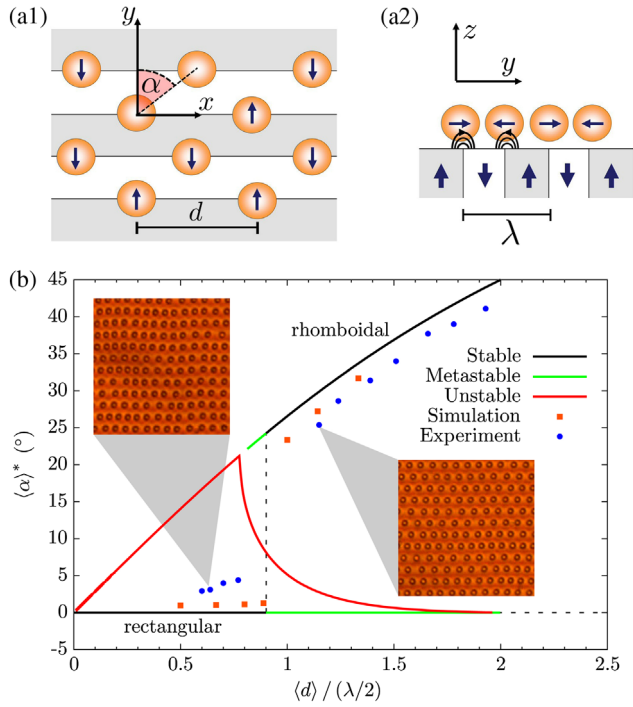 (a1)
y
α
x
d
(a2)
z
y
λ
(b)
45
40
35
30
25
20
15
10
5
0
-5
⟨α⟩* (°)
rhomboidal
Stable
Metastable
Unstable
Simulation
Experiment
rectangular
0 0.5 1 1.5 2 2.5
⟨d⟩ / (λ/2)